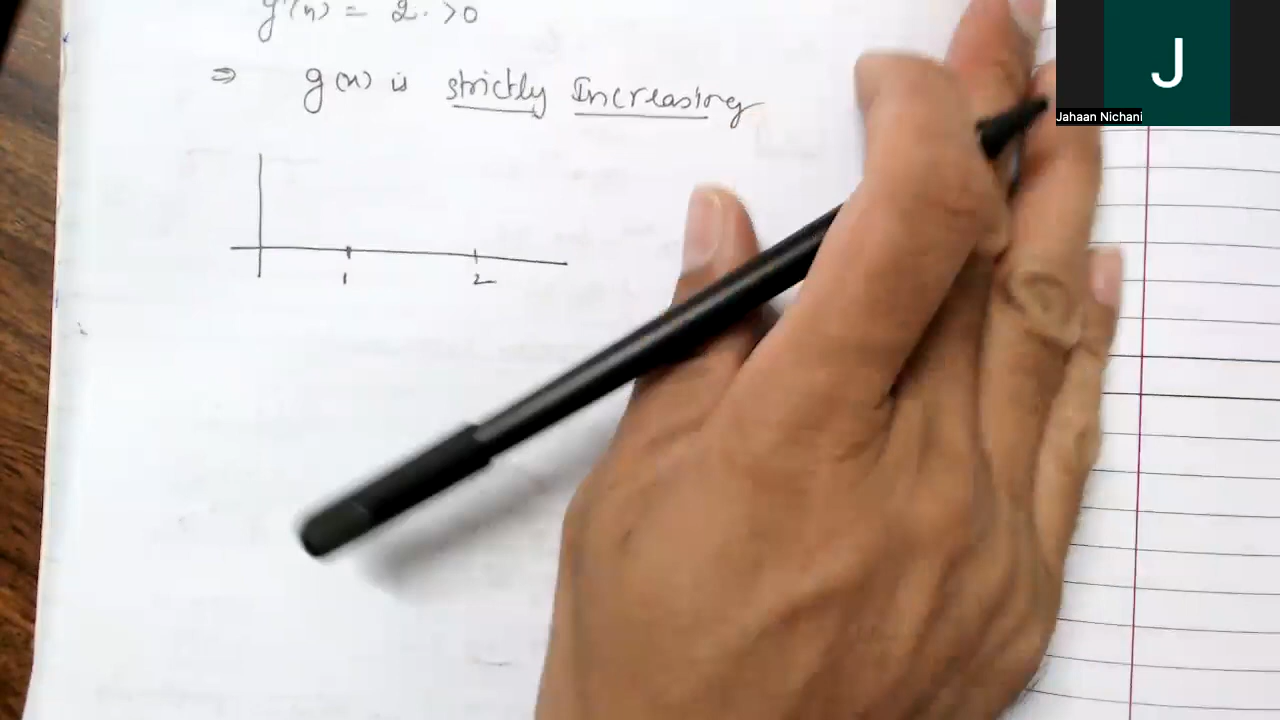 g'(x) = 2. >0
⇒ g(x) is strictly Increasing
1 2
J
Jahaan Nichani